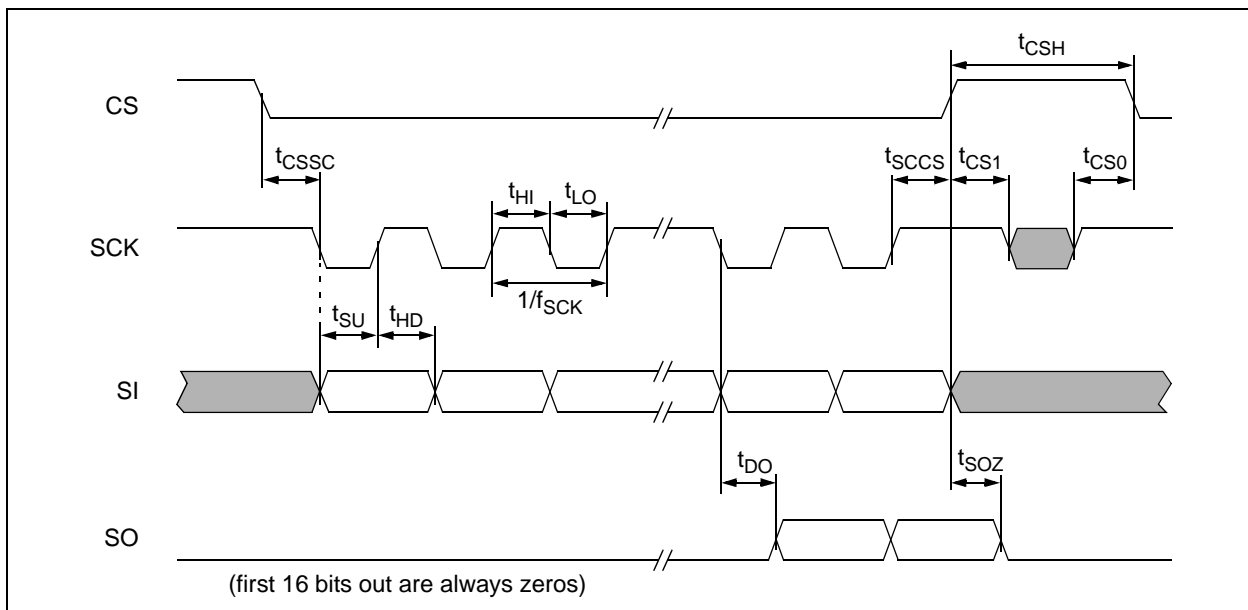 tCSH
CS
tCSSC
tSCCS tCS1 tCS0
tHI tLO
SCK
1/fSCK
tSU tHD
SI
tDO
tSOZ
SO
(first 16 bits out are always zeros)